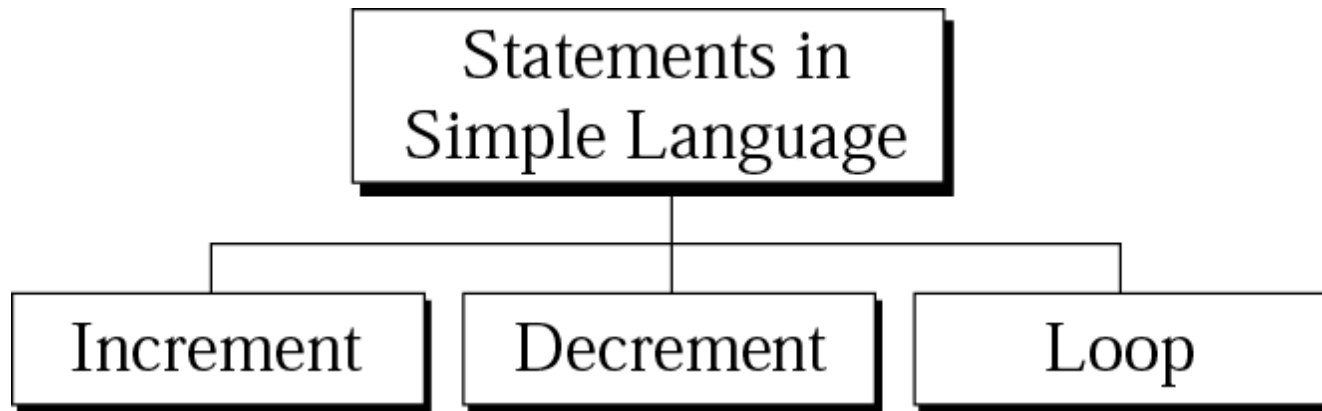 Statements in
Simple Language
Increment
Decrement
Loop